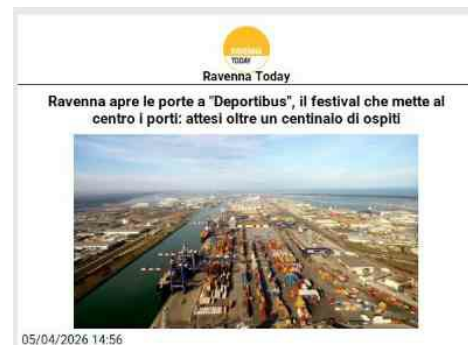 TODAY
Ravenna Today
Ravenna apre le porte a "Deportibus", il festival che mette al
centro i porti: attesi oltre un centinaio di ospiti
05/04/2026 14:56